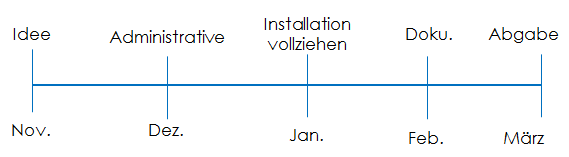 Idee
Administrative
Installation
vollziehen
Doku.
Abgabe
Nov.
Dez.
Jan.
Feb.
März